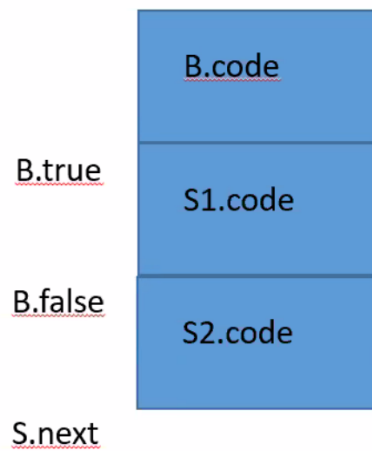 B.code
B.true
S1.code
B.false
S2.code
S.next